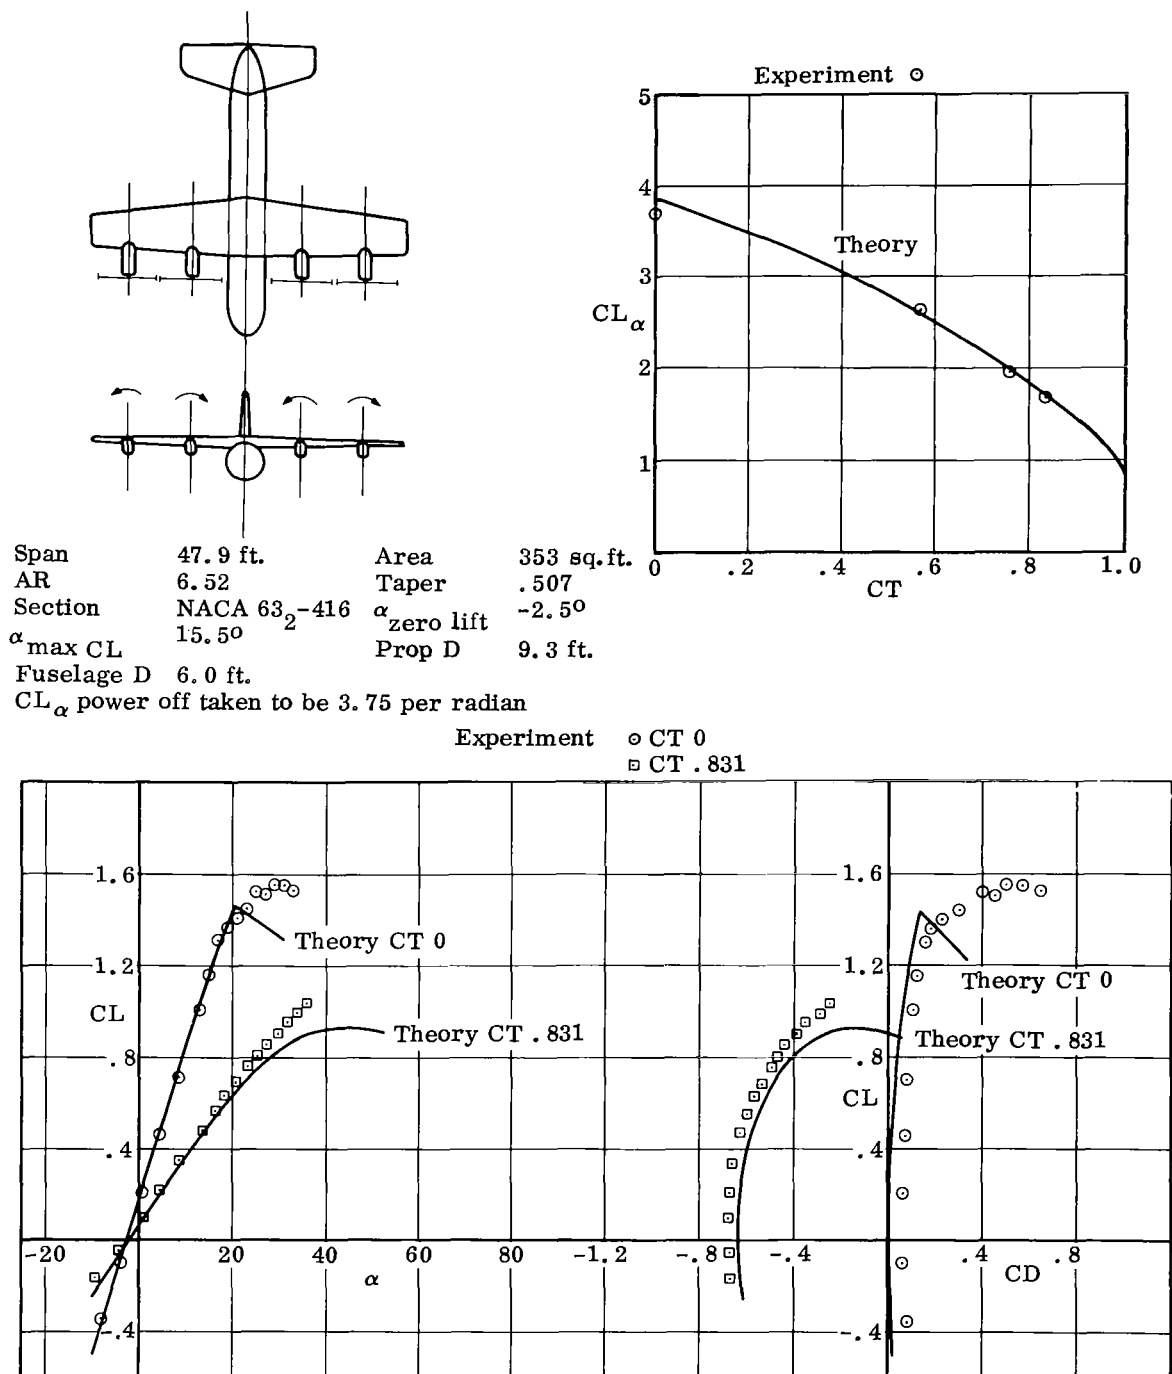 Experiment ⊙
5
4
Theory
3
CLα
2
1
0 .2 .4 .6 .8 1.0
CT
Span 47.9 ft. Area 353 sq.ft.
AR 6.52 Taper .507
Section NACA 63₂-416 α zero lift -2.5°
α max CL 15.5° Prop D 9.3 ft.
Fuselage D 6.0 ft.
CLα power off taken to be 3.75 per radian
Experiment ⊙ CT 0
⊡ CT .831
1.6
Theory CT 0
1.2
CL
Theory CT .831
.8
.4
-20 20 40 60 80
α
-.4
1.6
1.2
Theory CT 0
Theory CT .831
.8
CL
.4
-1.2 -.8 -.4 .4 .8
CD
-.4